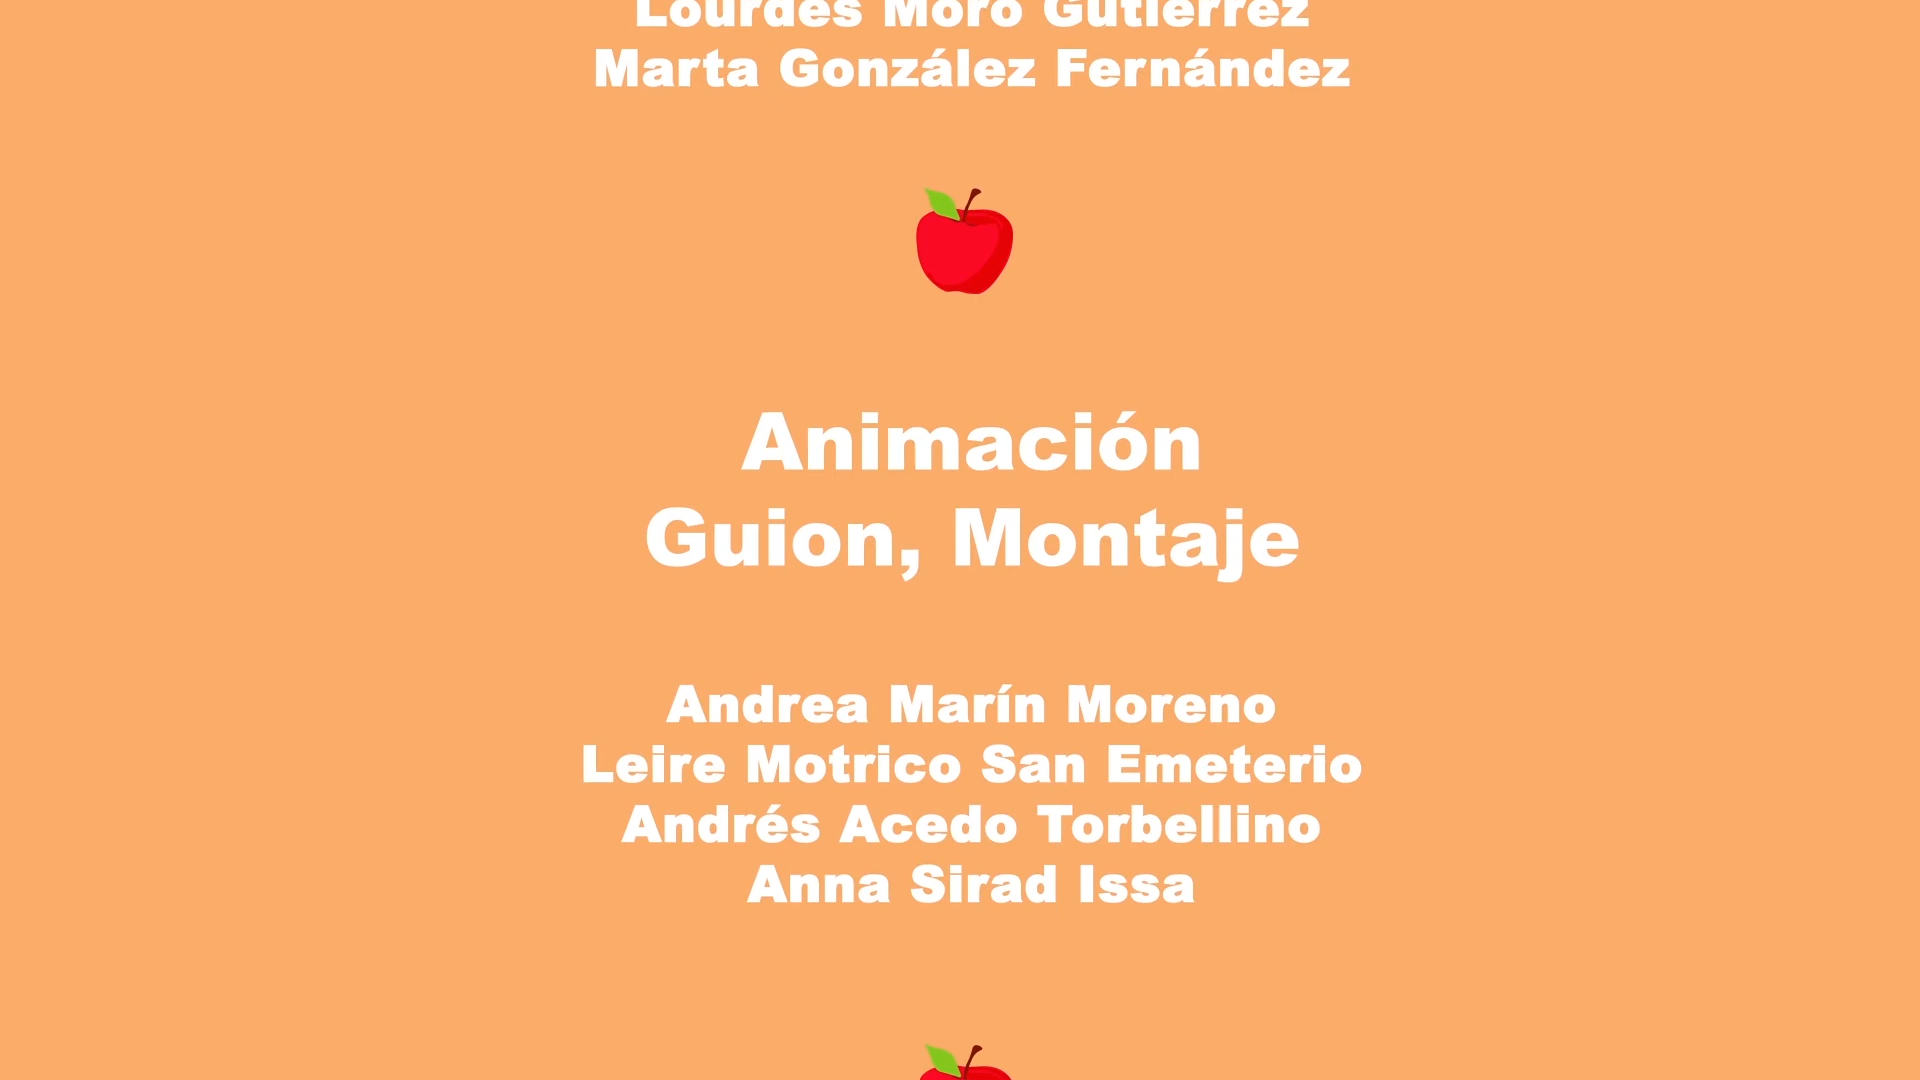 Lourdes Moro Gutiérrez
Marta González Fernández
Animación
Guion, Montaje
Andrea Marín Moreno
Leire Motrico San Emeterio
Andrés Acedo Torbellino
Anna Sirad Issa